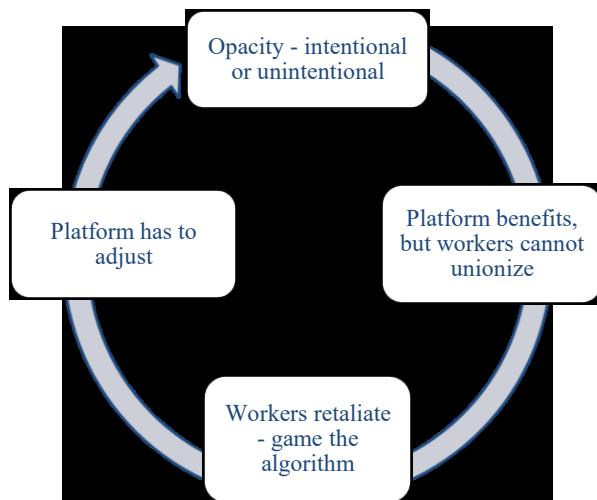 Opacity - intentional
or unintentional
Platform benefits,
but workers cannot
unionize
Workers retaliate
- game the
algorithm
Platform has to
adjust